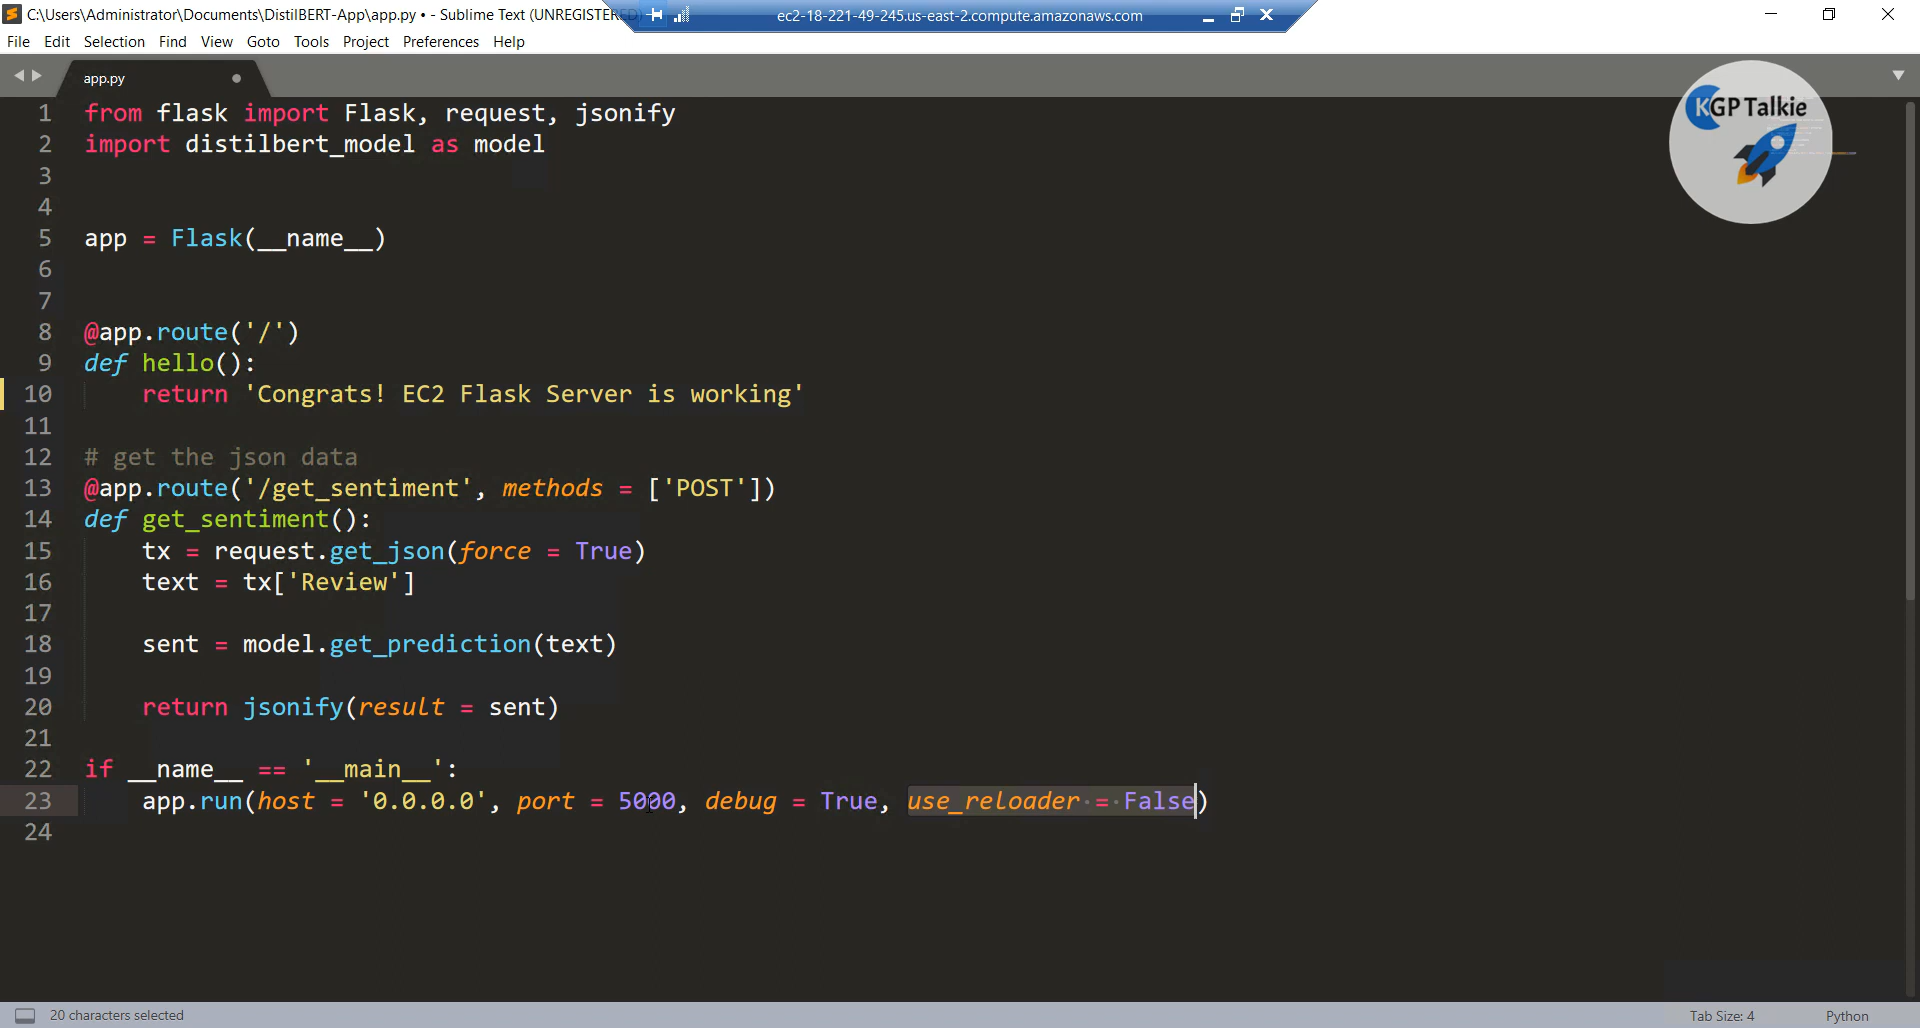 C:\Users\Administrator\Documents\DistilBERT-App\app.py • - Sublime Text (UNREGISTERED)
ec2-18-221-49-245.us-east-2.compute.amazonaws.com
File Edit Selection Find View Goto Tools Project Preferences Help
app.py
KGP Talkie
1 from flask import Flask, request, jsonify
2 import distilbert_model as model
3
4
5 app = Flask(__name__)
6
7
8 @app.route('/')
9 def hello():
10 return 'Congrats! EC2 Flask Server is working'
11
12 # get the json data
13 @app.route('/get_sentiment', methods = ['POST'])
14 def get_sentiment():
15 tx = request.get_json(force = True)
16 text = tx['Review']
17
18 sent = model.get_prediction(text)
19
20 return jsonify(result = sent)
21
22 if __name__ == '__main__':
23 app.run(host = '0.0.0.0', port = 5000, debug = True, use_reloader = False)
24
20 characters selected
Tab Size: 4
Python